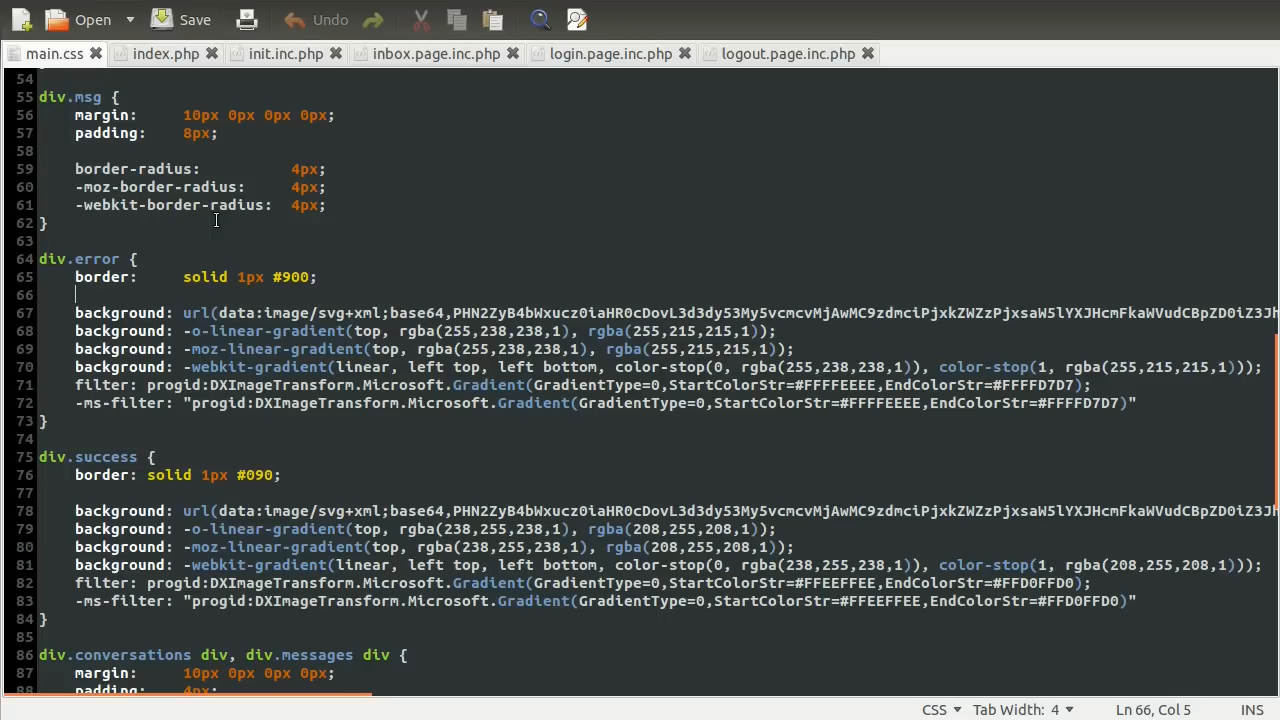 Open Save Undo
main.css index.php init.inc.php inbox.page.inc.php login.page.inc.php logout.page.inc.php
54
55 div.msg {
56 margin: 10px 0px 0px 0px;
57 padding: 8px;
58
59 border-radius: 4px;
60 -moz-border-radius: 4px;
61 -webkit-border-radius: 4px;
62 }
63
64 div.error {
65 border: solid 1px #900;
66
67 background: url(data:image/svg+xml;base64,PHN2ZyB4bWxucz0iaHR0cDovL3d3dy53My5vcmcvMjAwMC9zdmciPjxkZWZzPjxsaW5lYXJHcmFkaWVudCBpZD0iZ3Jh
68 background: -o-linear-gradient(top, rgba(255,238,238,1), rgba(255,215,215,1));
69 background: -moz-linear-gradient(top, rgba(255,238,238,1), rgba(255,215,215,1));
70 background: -webkit-gradient(linear, left top, left bottom, color-stop(0, rgba(255,238,238,1)), color-stop(1, rgba(255,215,215,1)));
71 filter: progid:DXImageTransform.Microsoft.Gradient(GradientType=0,StartColorStr=#FFFFEEEE,EndColorStr=#FFFFD7D7);
72 -ms-filter: "progid:DXImageTransform.Microsoft.Gradient(GradientType=0,StartColorStr=#FFFFEEEE,EndColorStr=#FFFFD7D7)"
73 }
74
75 div.success {
76 border: solid 1px #090;
77
78 background: url(data:image/svg+xml;base64,PHN2ZyB4bWxucz0iaHR0cDovL3d3dy53My5vcmcvMjAwMC9zdmciPjxkZWZzPjxsaW5lYXJHcmFkaWVudCBpZD0iZ3Jh
79 background: -o-linear-gradient(top, rgba(238,255,238,1), rgba(208,255,208,1));
80 background: -moz-linear-gradient(top, rgba(238,255,238,1), rgba(208,255,208,1));
81 background: -webkit-gradient(linear, left top, left bottom, color-stop(0, rgba(238,255,238,1)), color-stop(1, rgba(208,255,208,1)));
82 filter: progid:DXImageTransform.Microsoft.Gradient(GradientType=0,StartColorStr=#FFEEFFEE,EndColorStr=#FFD0FFD0);
83 -ms-filter: "progid:DXImageTransform.Microsoft.Gradient(GradientType=0,StartColorStr=#FFEEFFEE,EndColorStr=#FFD0FFD0)"
84 }
85
86 div.conversations div, div.messages div {
87 margin: 10px 0px 0px 0px;
88 padding: 4px;
CSS Tab Width: 4 Ln 66, Col 5 INS